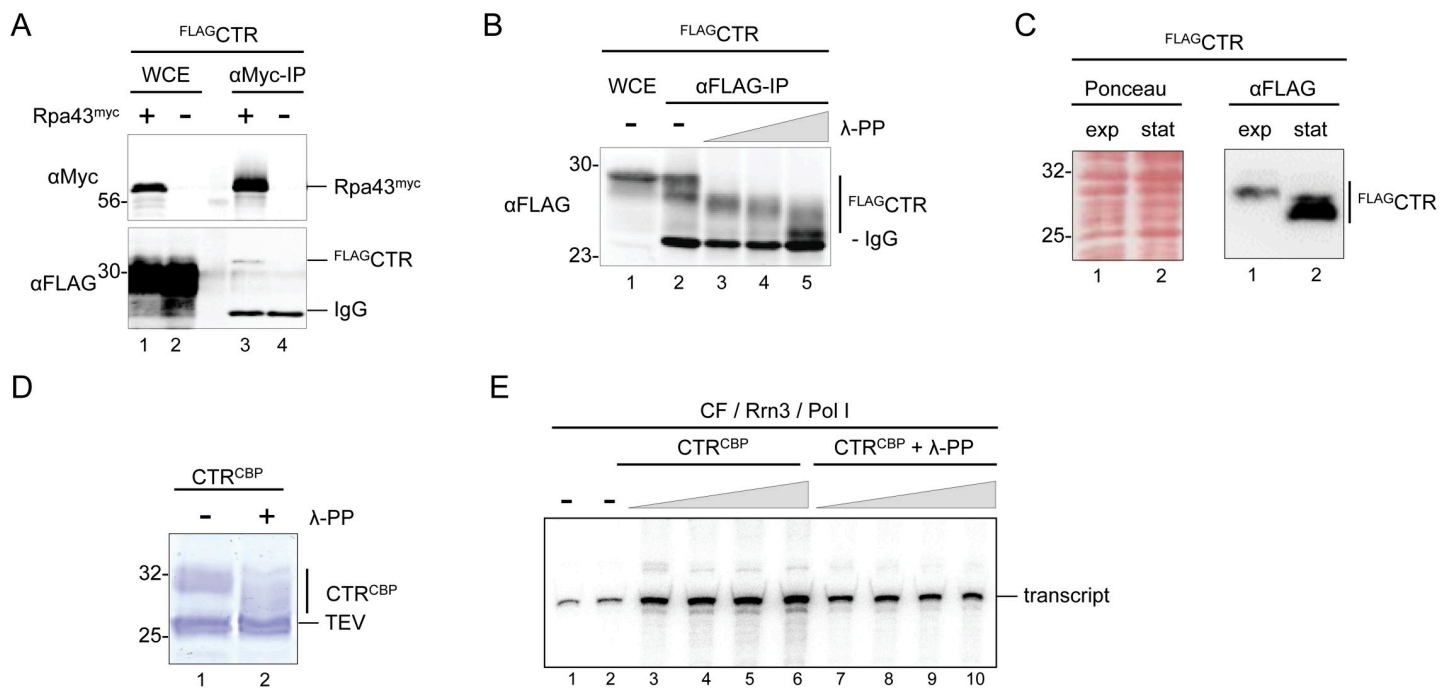 A
FLAGCTR
WCE αMyc-IP
Rpa43myc + - + -
αMyc
56-
Rpa43myc
αFLAG
30-
FLAGCTR
IgG
1 2 3 4
B
FLAGCTR
WCE αFLAG-IP
- - λ-PP
30-
αFLAG
FLAGCTR
- IgG
23-
1 2 3 4 5
C
FLAGCTR
Ponceau αFLAG
exp stat exp stat
32-
FLAGCTR
25-
1 2 1 2
D
CTRCBP
- + λ-PP
32-
CTRCBP
TEV
25-
1 2
E
CF / Rrn3 / Pol I
CTRCBP CTRCBP + λ-PP
- -
transcript
1 2 3 4 5 6 7 8 9 10